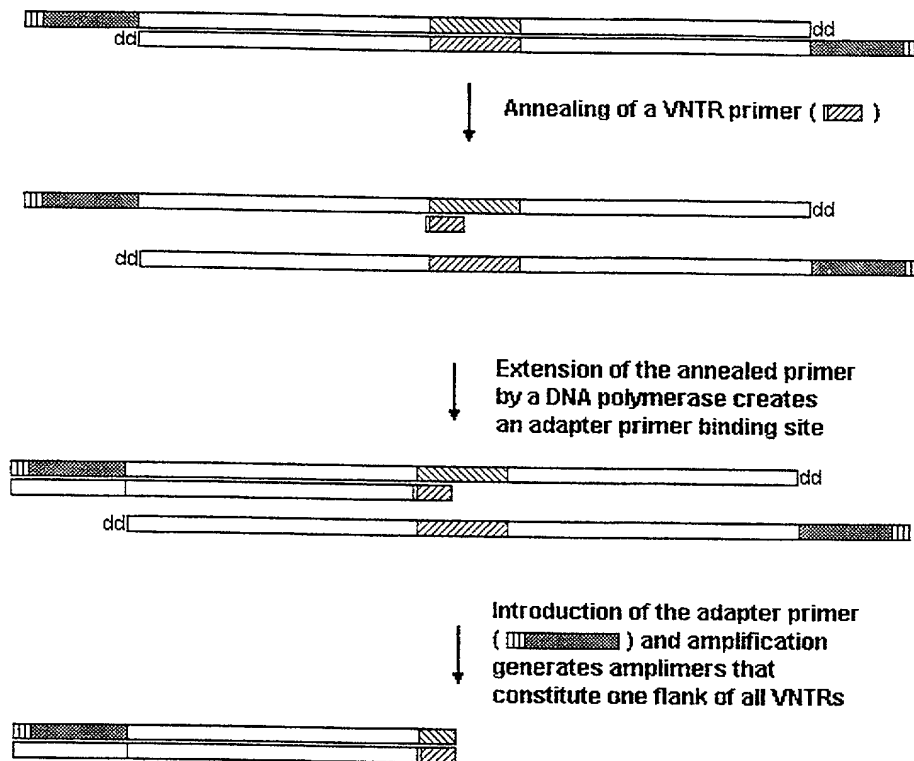 dd
dd
Annealing of a VNTR primer ( )
dd
dd
Extension of the annealed primer
by a DNA polymerase creates
an adapter primer binding site
dd
dd
Introduction of the adapter primer
( ) and amplification
generates amplimers that
constitute one flank of all VNTRs